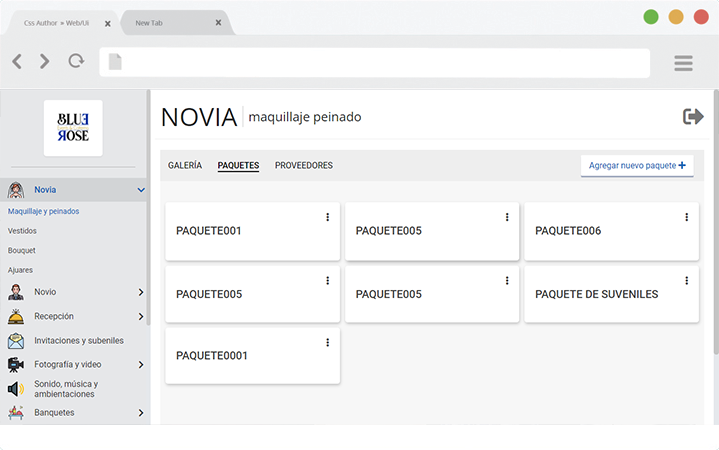 Css Author » Web/Ui
New Tab
BLUE
ROSE
NOVIA maquillaje peinado
GALERÍA PAQUETES PROVEEDORES Agregar nuevo paquete +
Novia
Maquillaje y peinados
Vestidos
Bouquet
Ajuares
Novio
Recepción
Invitaciones y subeniles
Fotografía y video
Sonido, música y
ambientaciones
Banquetes
PAQUETE001
PAQUETE005
PAQUETE006
PAQUETE005
PAQUETE005
PAQUETE DE SUVENILES
PAQUETE0001